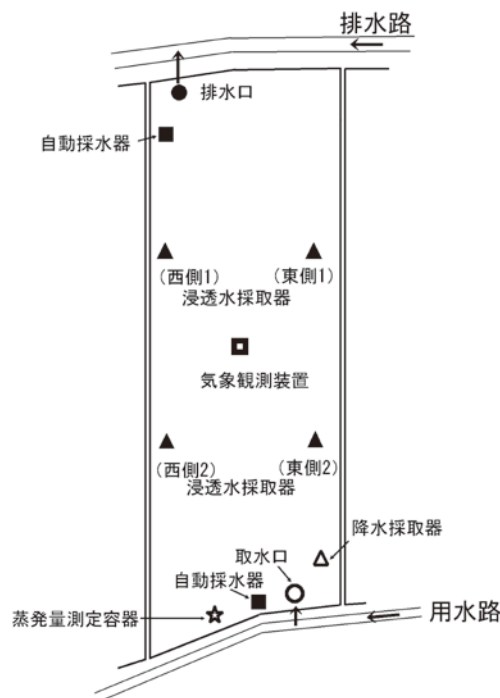 排水路
排水口
自動採水器
(西側1)
(東側1)
浸透水採取器
気象観測装置
(西側2)
(東側2)
浸透水採取器
降水採取器
取水口
自動採水器
蒸発量測定容器
用水路